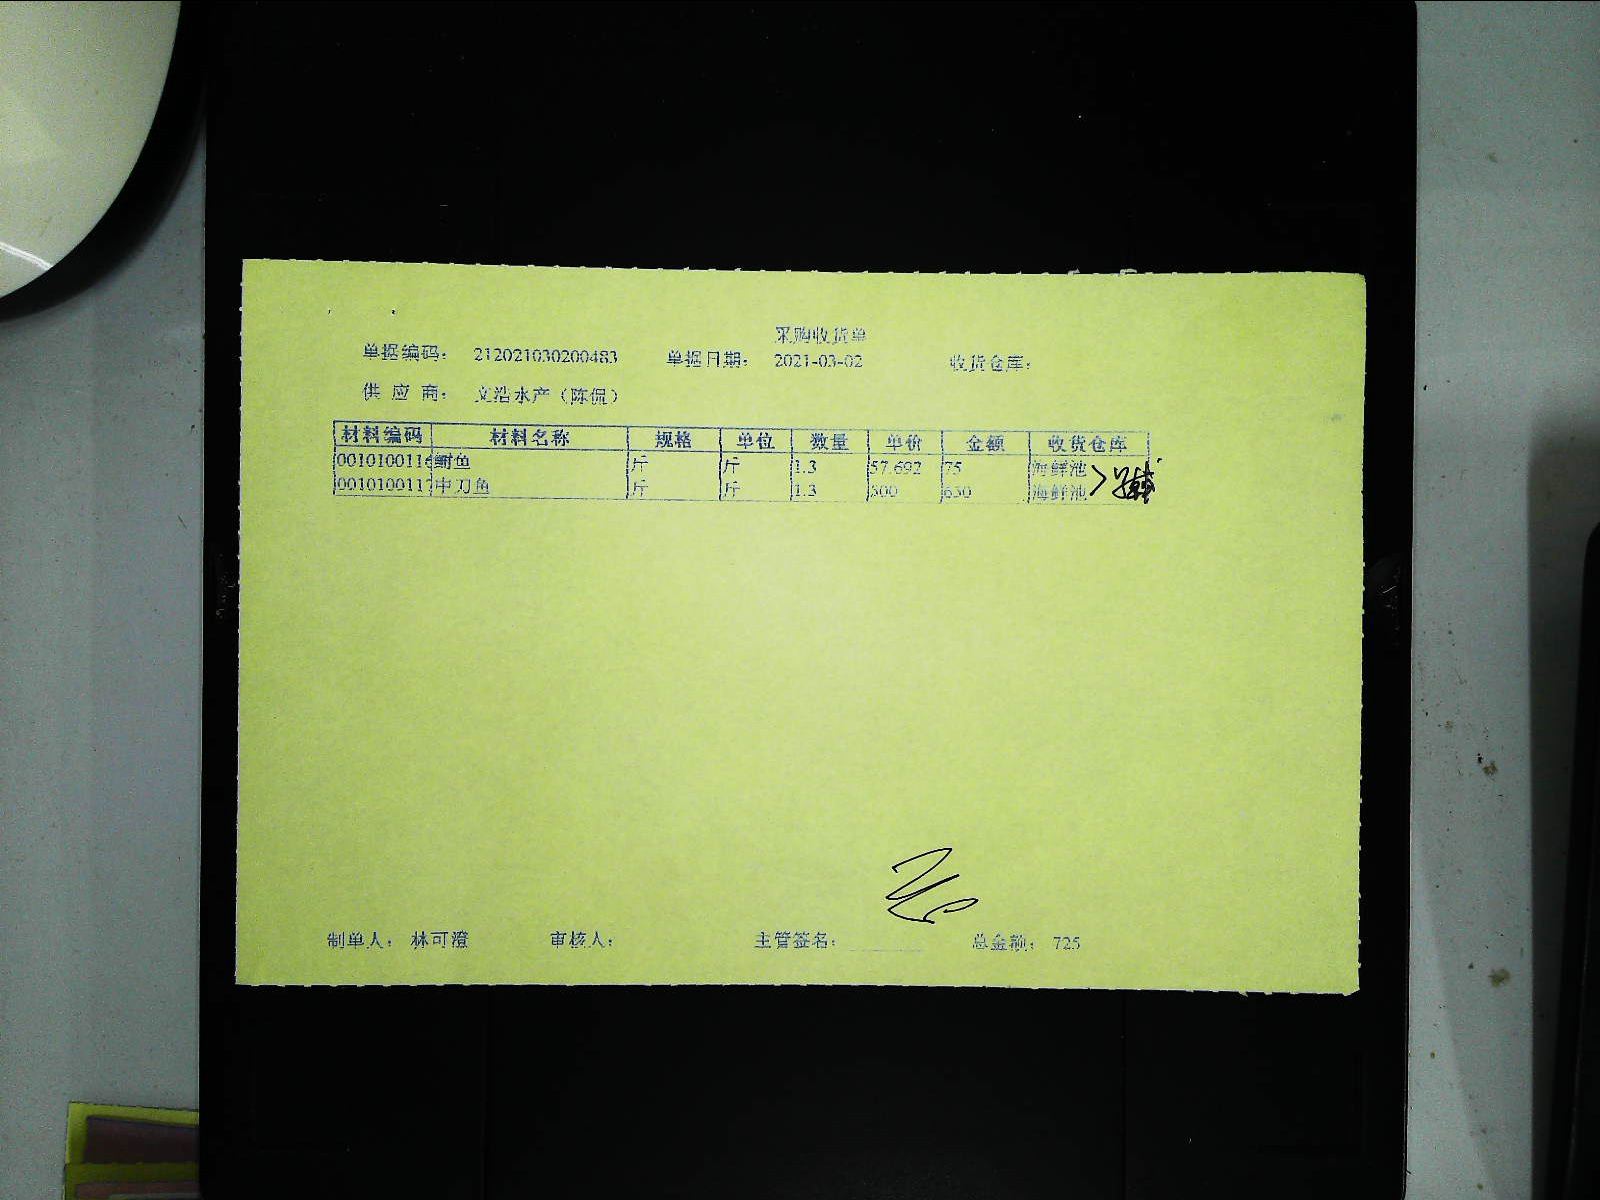 采购收货单
单据编码： 212021030200483 单据日期： 2021-03-02 收货仓库：
供 应 商： 文浩水产（陈侃）
材料编码 材料名称 规格 单位 数量 单价 金额 收货仓库
0010100116 鲥鱼 斤 斤 1.3 57.692 75 海鲜池
0010100117 中刀鱼 斤 斤 1.3 500 650 海鲜池
制单人： 林可澄 审核人： 主管签名： 总金额： 725